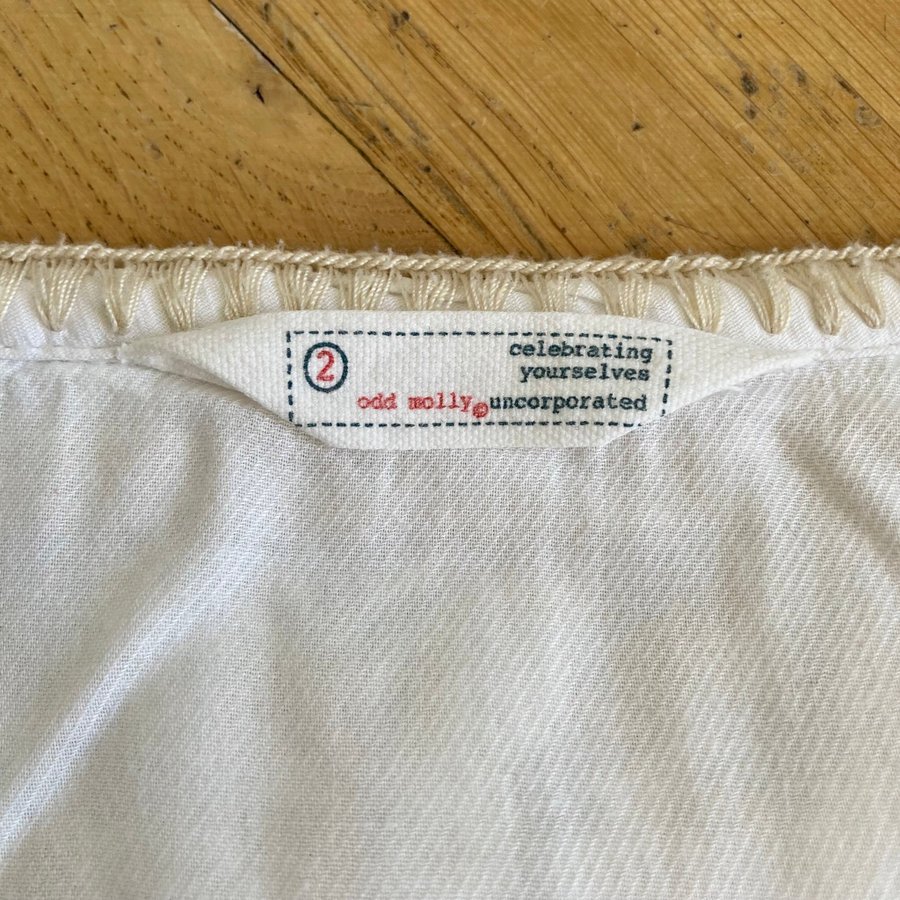 2
celebrating
yourselves
odd molly©uncorporated